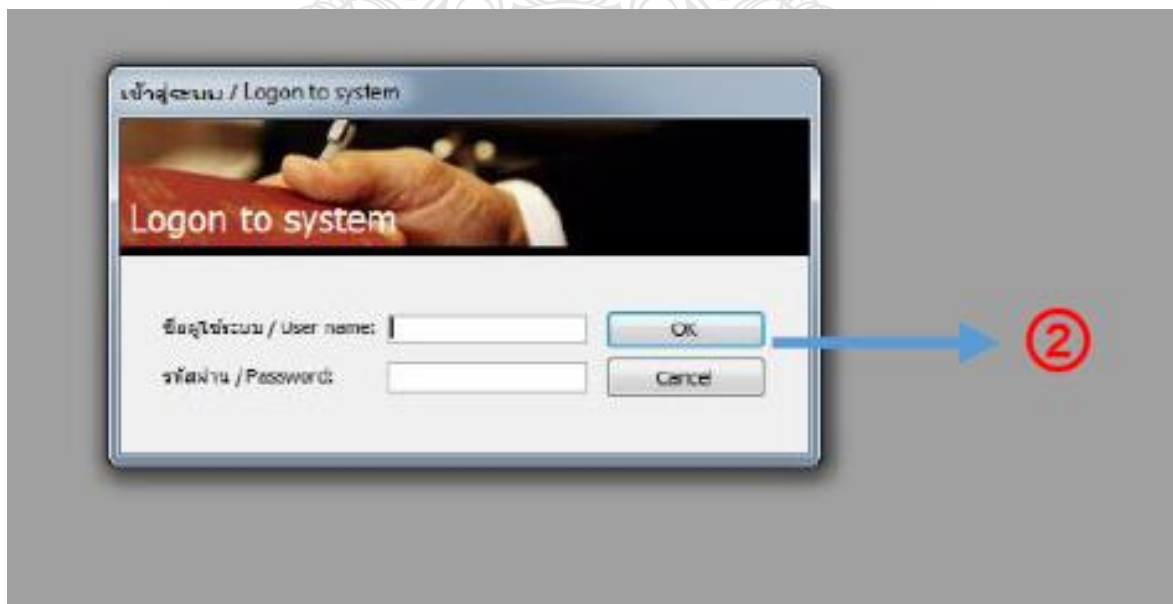 เข้าสู่ระบบ / Logon to system
Logon to system
ชื่อผู้ใช้ระบบ / User name:
OK
②
รหัสผ่าน / Password:
Cancel